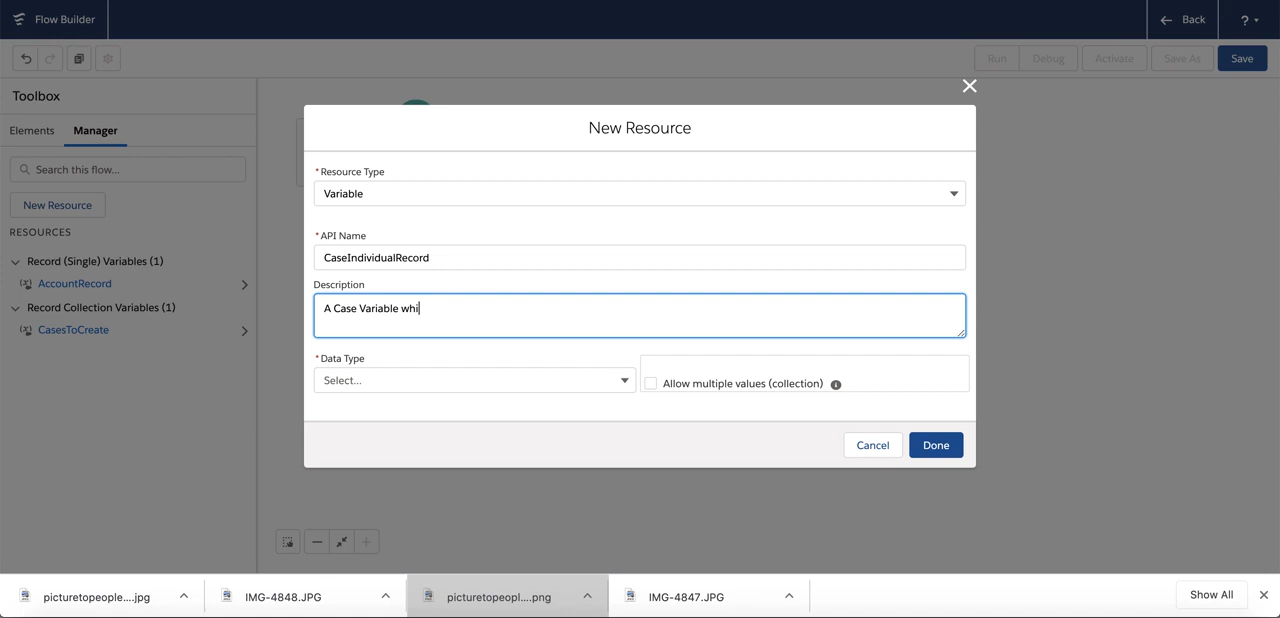 Flow Builder
Back
?
Run
Debug
Activate
Save As
Save
Toolbox
Elements
Manager
Search this flow...
New Resource
RESOURCES
Record (Single) Variables (1)
AccountRecord
Record Collection Variables (1)
CasesToCreate
New Resource
*Resource Type
Variable
*API Name
CaseIndividualRecord
Description
A Case Variable whi
*Data Type
Select...
Allow multiple values (collection)
Cancel
Done
picturetopeople....jpg
IMG-4848.JPG
picturetopeopl....png
IMG-4847.JPG
Show All